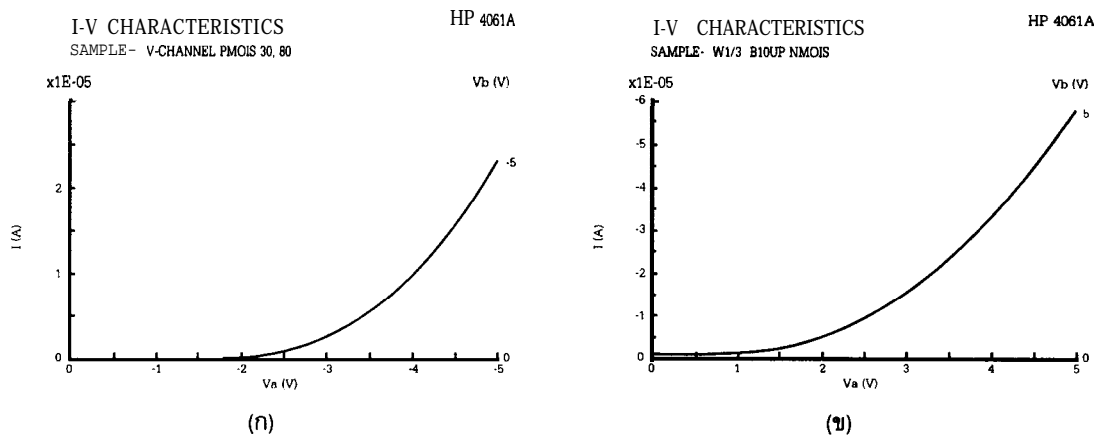 I-V CHARACTERISTICS
HP 4061A
SAMPLE- V-CHANNEL PMOIS 30, 80
x1E-05
Vb (V)
2
1
0
I (A)
-5
0
0 -1 -2 -3 -4 -5
Va (V)
(ก)
I-V CHARACTERISTICS
HP 4061A
SAMPLE- W1/3 B10UP NMOIS
x1E-05
Vb (V)
-6
-5
-4
-3
-2
-1
0
I (A)
5
0
0 1 2 3 4 5
Va (V)
(ข)